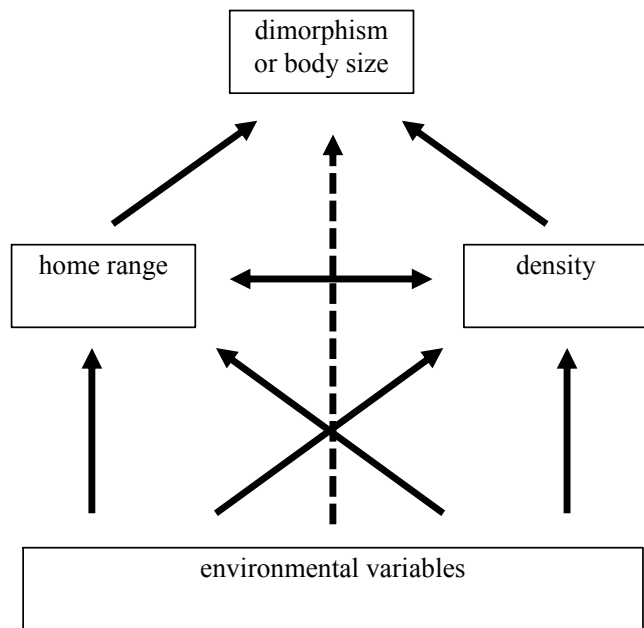 dimorphism
or body size
home range
density
environmental variables